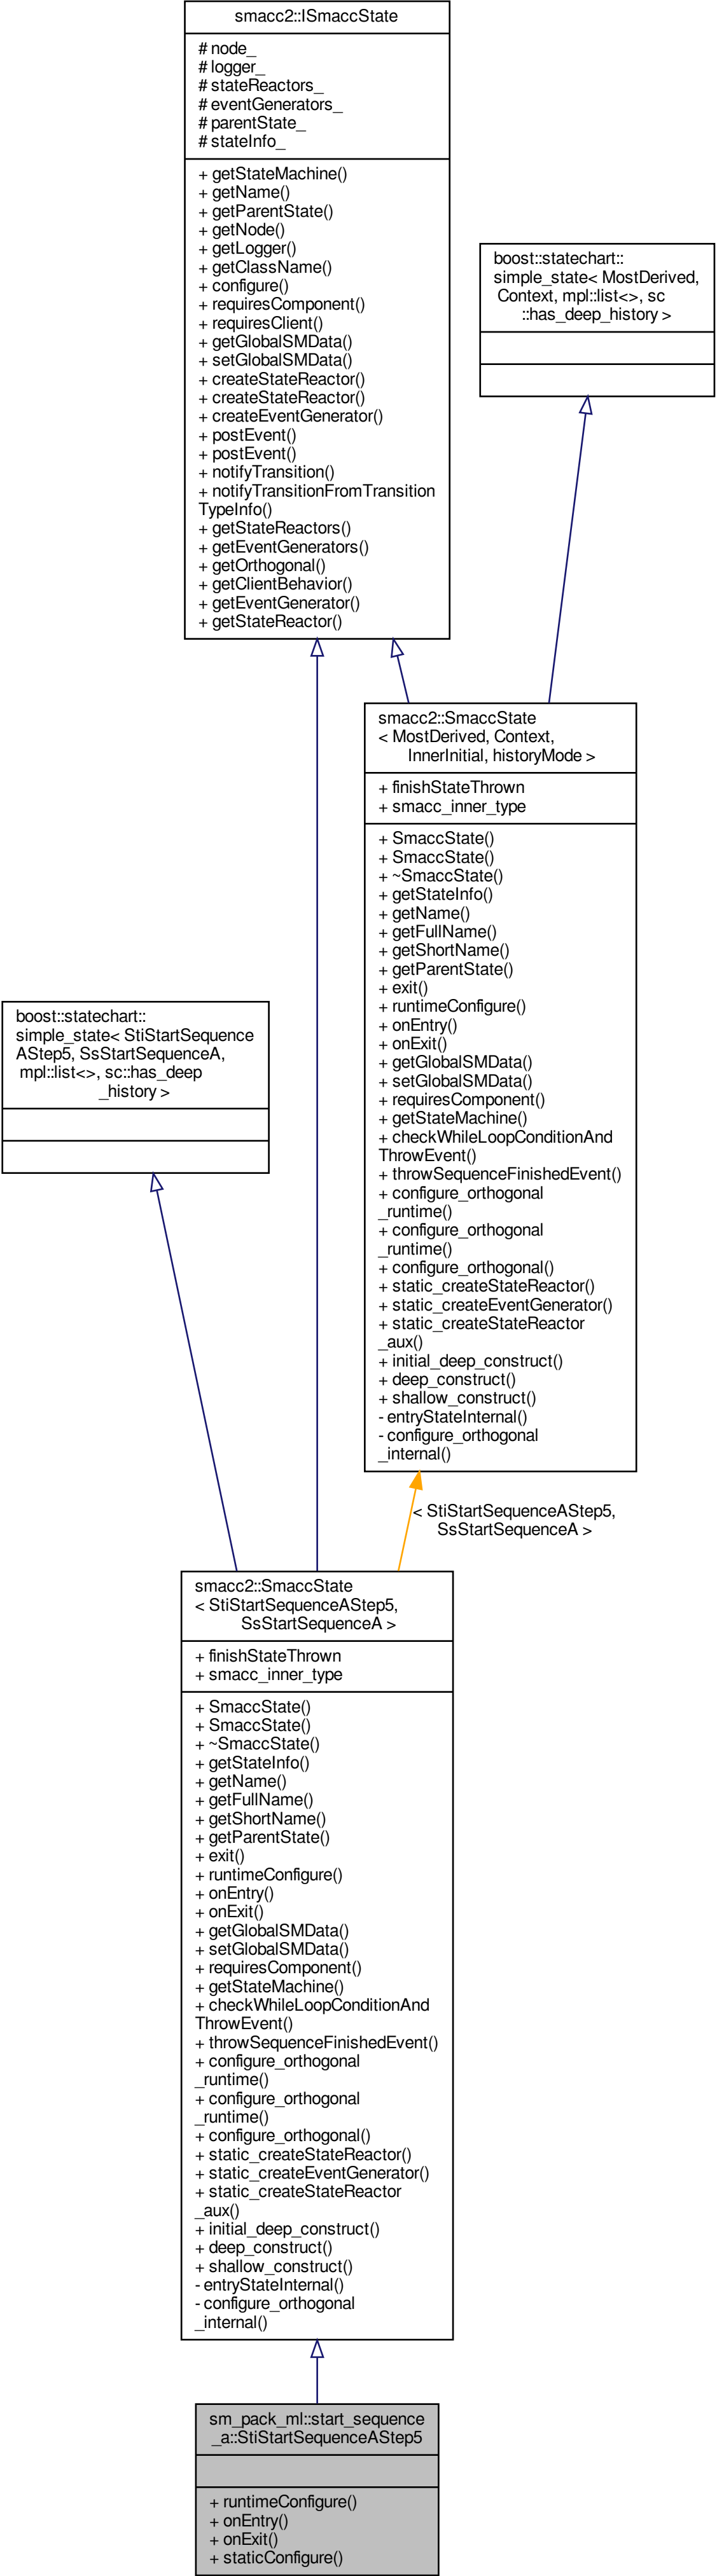 smacc2::ISmaccState
# node_
# logger_
# stateReactors_
# eventGenerators_
# parentState_
# stateInfo_
+ getStateMachine()
+ getName()
+ getParentState()
+ getNode()
+ getLogger()
+ getClassName()
+ configure()
+ requiresComponent()
+ requiresClient()
+ getGlobalSMData()
+ setGlobalSMData()
+ createStateReactor()
+ createStateReactor()
+ createEventGenerator()
+ postEvent()
+ postEvent()
+ notifyTransition()
+ notifyTransitionFromTransition
TypeInfo()
+ getStateReactors()
+ getEventGenerators()
+ getOrthogonal()
+ getClientBehavior()
+ getEventGenerator()
+ getStateReactor()
boost::statechart::
simple_state< MostDerived,
Context, mpl::list<>, sc
::has_deep_history >
smacc2::SmaccState
< MostDerived, Context,
InnerInitial, historyMode >
+ finishStateThrown
+ smacc_inner_type
+ SmaccState()
+ SmaccState()
+ ~SmaccState()
+ getStateInfo()
+ getName()
+ getFullName()
+ getShortName()
+ getParentState()
+ exit()
+ runtimeConfigure()
+ onEntry()
+ onExit()
+ getGlobalSMData()
+ setGlobalSMData()
+ requiresComponent()
+ getStateMachine()
+ checkWhileLoopConditionAnd
ThrowEvent()
+ throwSequenceFinishedEvent()
+ configure_orthogonal
_runtime()
+ configure_orthogonal
_runtime()
+ configure_orthogonal()
+ static_createStateReactor()
+ static_createEventGenerator()
+ static_createStateReactor
_aux()
+ initial_deep_construct()
+ deep_construct()
+ shallow_construct()
- entryStateInternal()
- configure_orthogonal
_internal()
boost::statechart::
simple_state< StiStartSequence
AStep5, SsStartSequenceA,
mpl::list<>, sc::has_deep
_history >
< StiStartSequenceAStep5,
SsStartSequenceA >
smacc2::SmaccState
< StiStartSequenceAStep5,
SsStartSequenceA >
+ finishStateThrown
+ smacc_inner_type
+ SmaccState()
+ SmaccState()
+ ~SmaccState()
+ getStateInfo()
+ getName()
+ getFullName()
+ getShortName()
+ getParentState()
+ exit()
+ runtimeConfigure()
+ onEntry()
+ onExit()
+ getGlobalSMData()
+ setGlobalSMData()
+ requiresComponent()
+ getStateMachine()
+ checkWhileLoopConditionAnd
ThrowEvent()
+ throwSequenceFinishedEvent()
+ configure_orthogonal
_runtime()
+ configure_orthogonal
_runtime()
+ configure_orthogonal()
+ static_createStateReactor()
+ static_createEventGenerator()
+ static_createStateReactor
_aux()
+ initial_deep_construct()
+ deep_construct()
+ shallow_construct()
- entryStateInternal()
- configure_orthogonal
_internal()
sm_pack_ml::start_sequence
_a::StiStartSequenceAStep5
+ runtimeConfigure()
+ onEntry()
+ onExit()
+ staticConfigure()